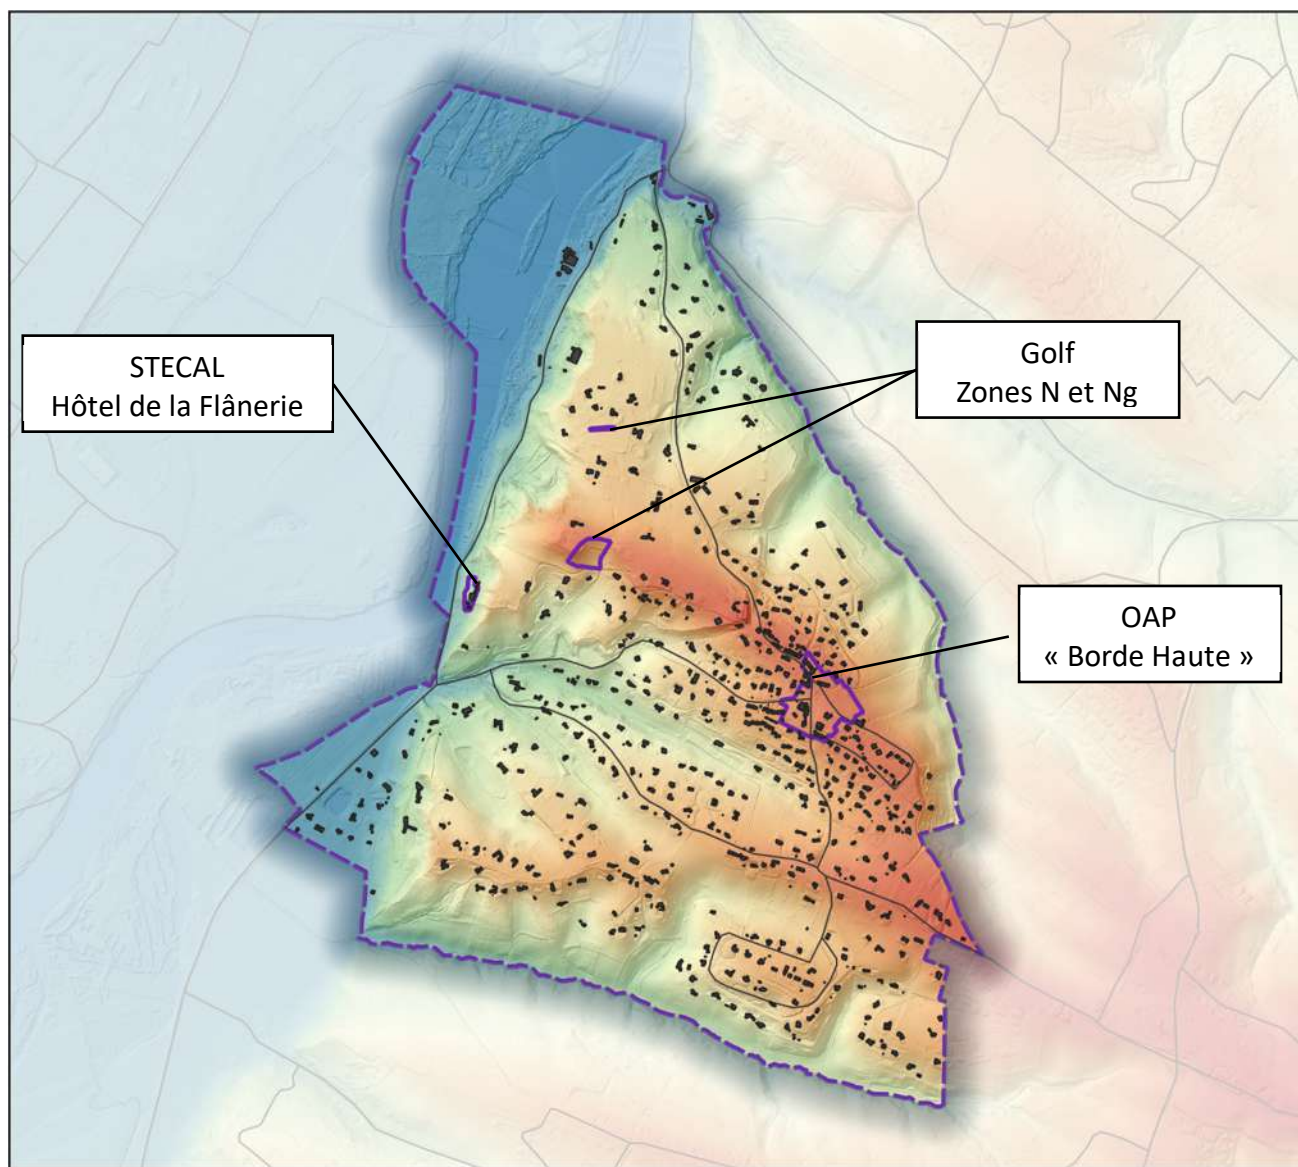 STECAL
Hôtel de la Flânerie
Golf
Zones N et Ng
OAP
« Borde Haute »